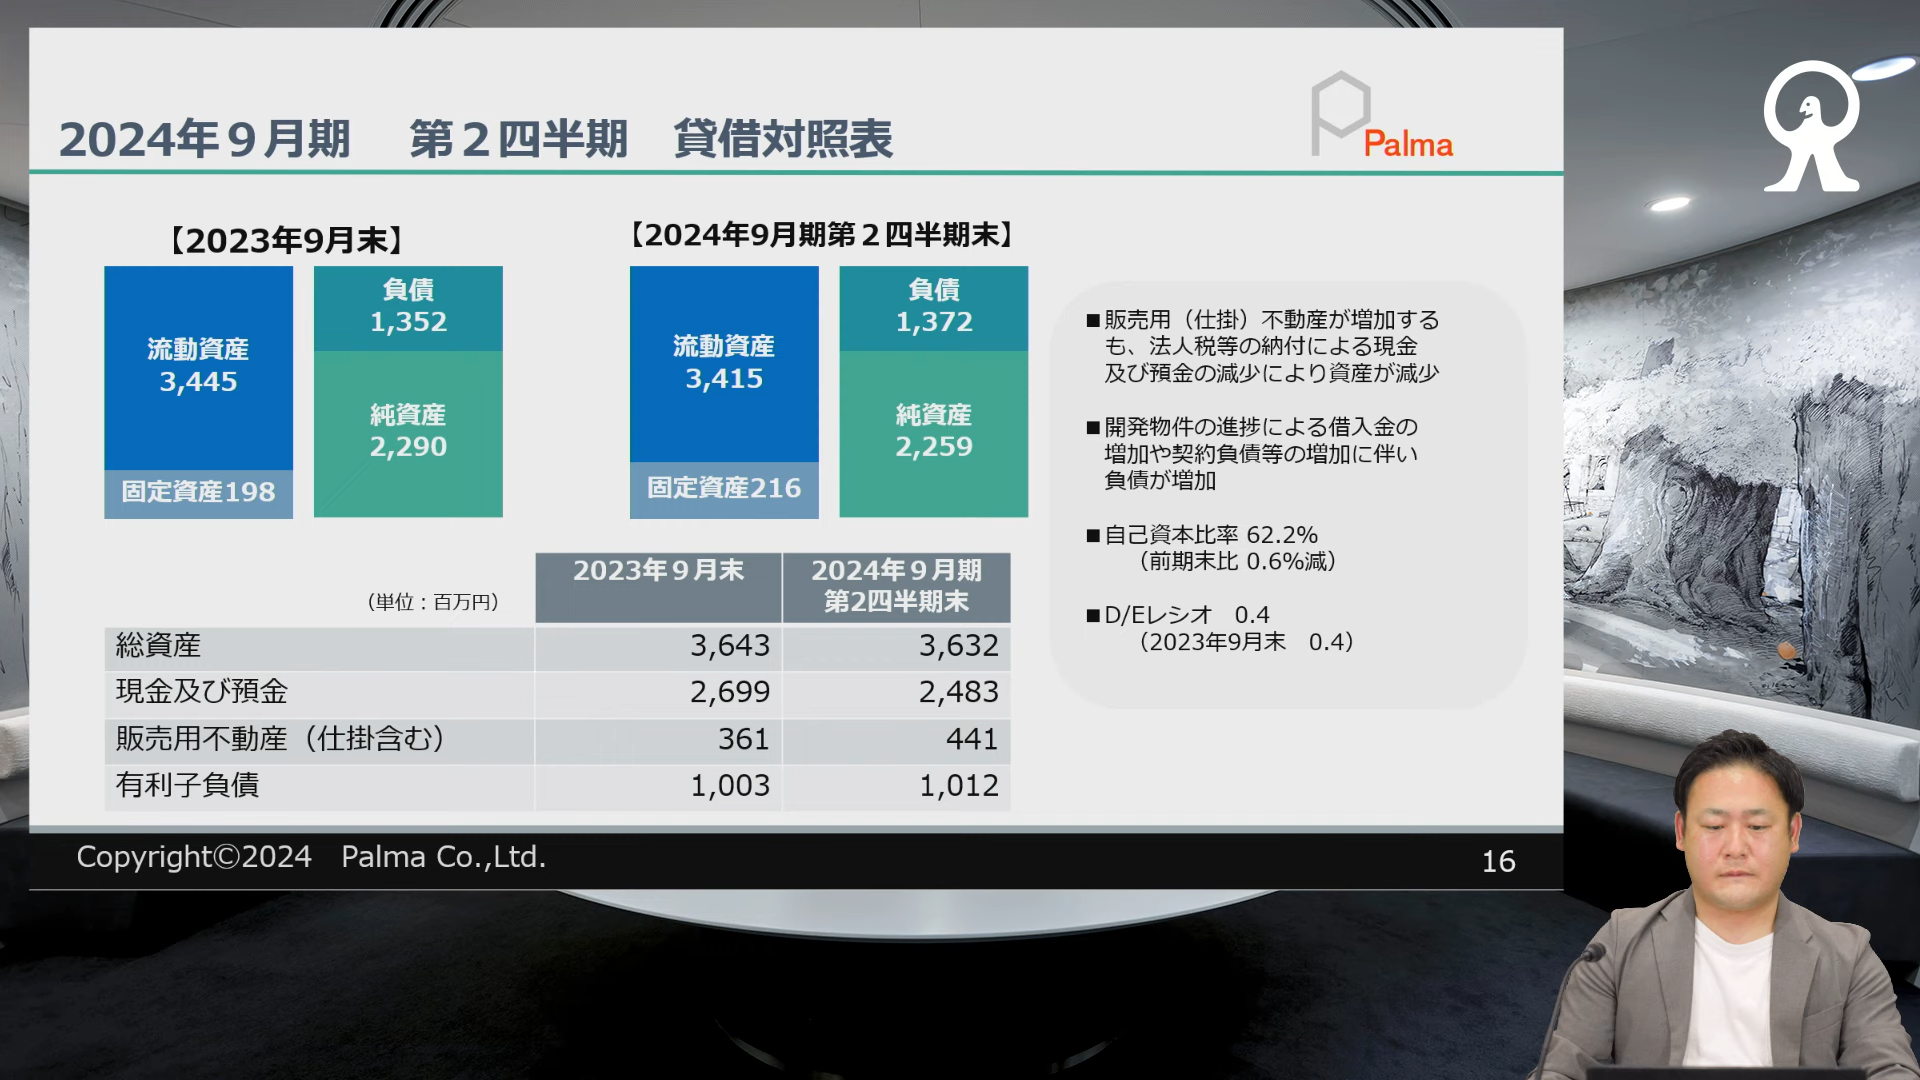 2024年９月期　第２四半期　貸借対照表
Palma
【2023年9月末】
流動資産
3,445
固定資産198
負債
1,352
純資産
2,290
【2024年9月期第２四半期末】
流動資産
3,415
固定資産216
負債
1,372
純資産
2,259
■販売用（仕掛）不動産が増加する
も、法人税等の納付による現金
及び預金の減少により資産が減少
■開発物件の進捗による借入金の
増加や契約負債等の増加に伴い
負債が増加
■自己資本比率 62.2%
（前期末比 0.6%減）
■D/Eレシオ　0.4
（2023年9月末　0.4）
（単位：百万円）
2023年９月末
2024年９月期
第2四半期末
総資産 3,643 3,632
現金及び預金 2,699 2,483
販売用不動産（仕掛含む） 361 441
有利子負債 1,003 1,012
Copyright©2024　Palma Co.,Ltd.
16